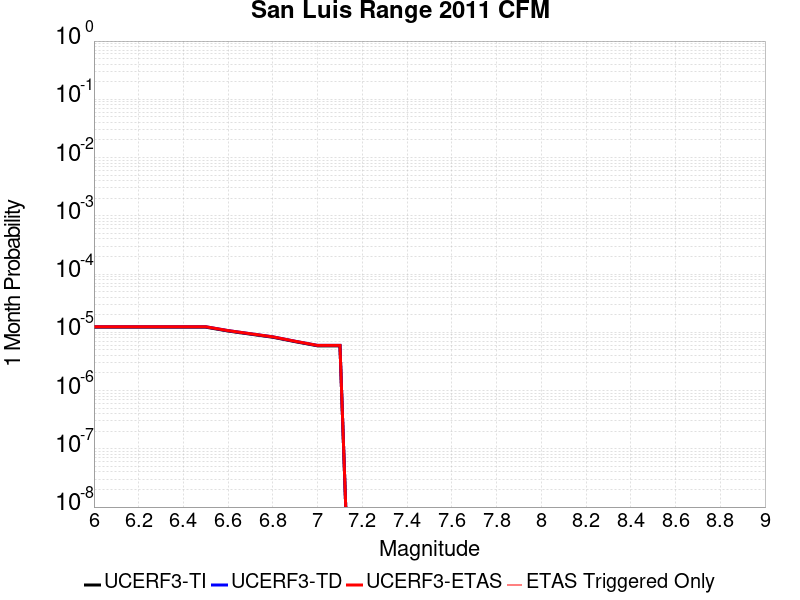 San Luis Range 2011 CFM
10^0
10^-1
10^-2
10^-3
10^-4
10^-5
10^-6
10^-7
10^-8
1 Month Probability
6 6.2 6.4 6.6 6.8 7 7.2 7.4 7.6 7.8 8 8.2 8.4 8.6 8.8 9
Magnitude
UCERF3-TI UCERF3-TD UCERF3-ETAS ETAS Triggered Only